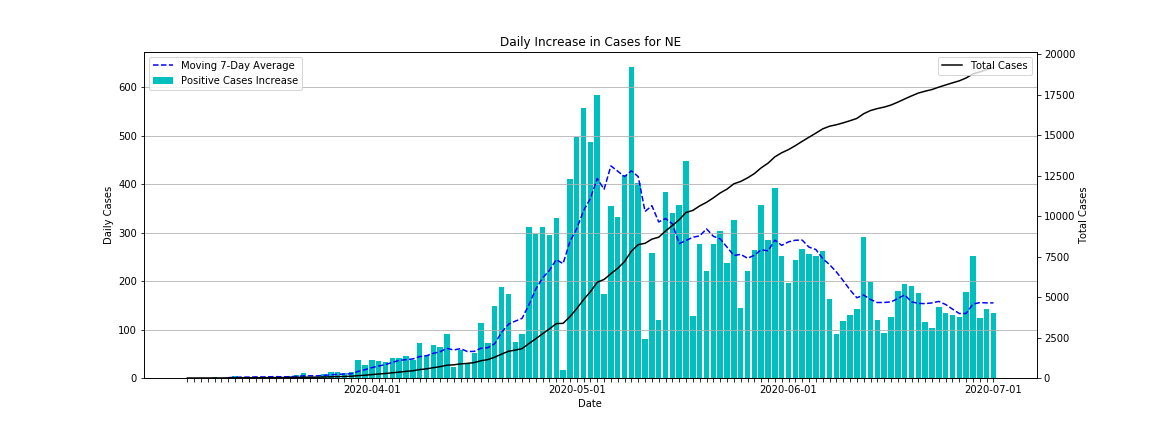 Daily Increase in Cases for NE
Moving 7-Day Average
Positive Cases Increase
Total Cases
600
500
400
300
200
100
0
Daily Cases
20000
17500
15000
12500
10000
7500
5000
2500
0
Total Cases
2020-04-01
2020-05-01
2020-06-01
2020-07-01
Date